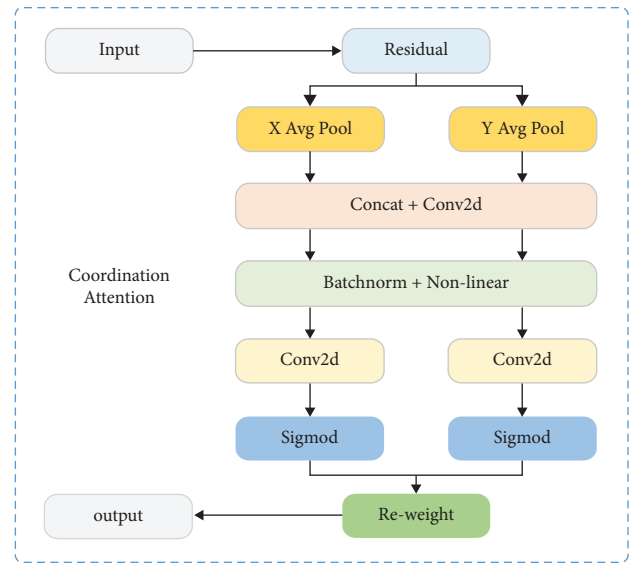 Input
Residual
X Avg Pool
Y Avg Pool
Concat + Conv2d
Coordination
Attention
Batchnorm + Non-linear
Conv2d
Conv2d
Sigmod
Sigmod
output
Re-weight